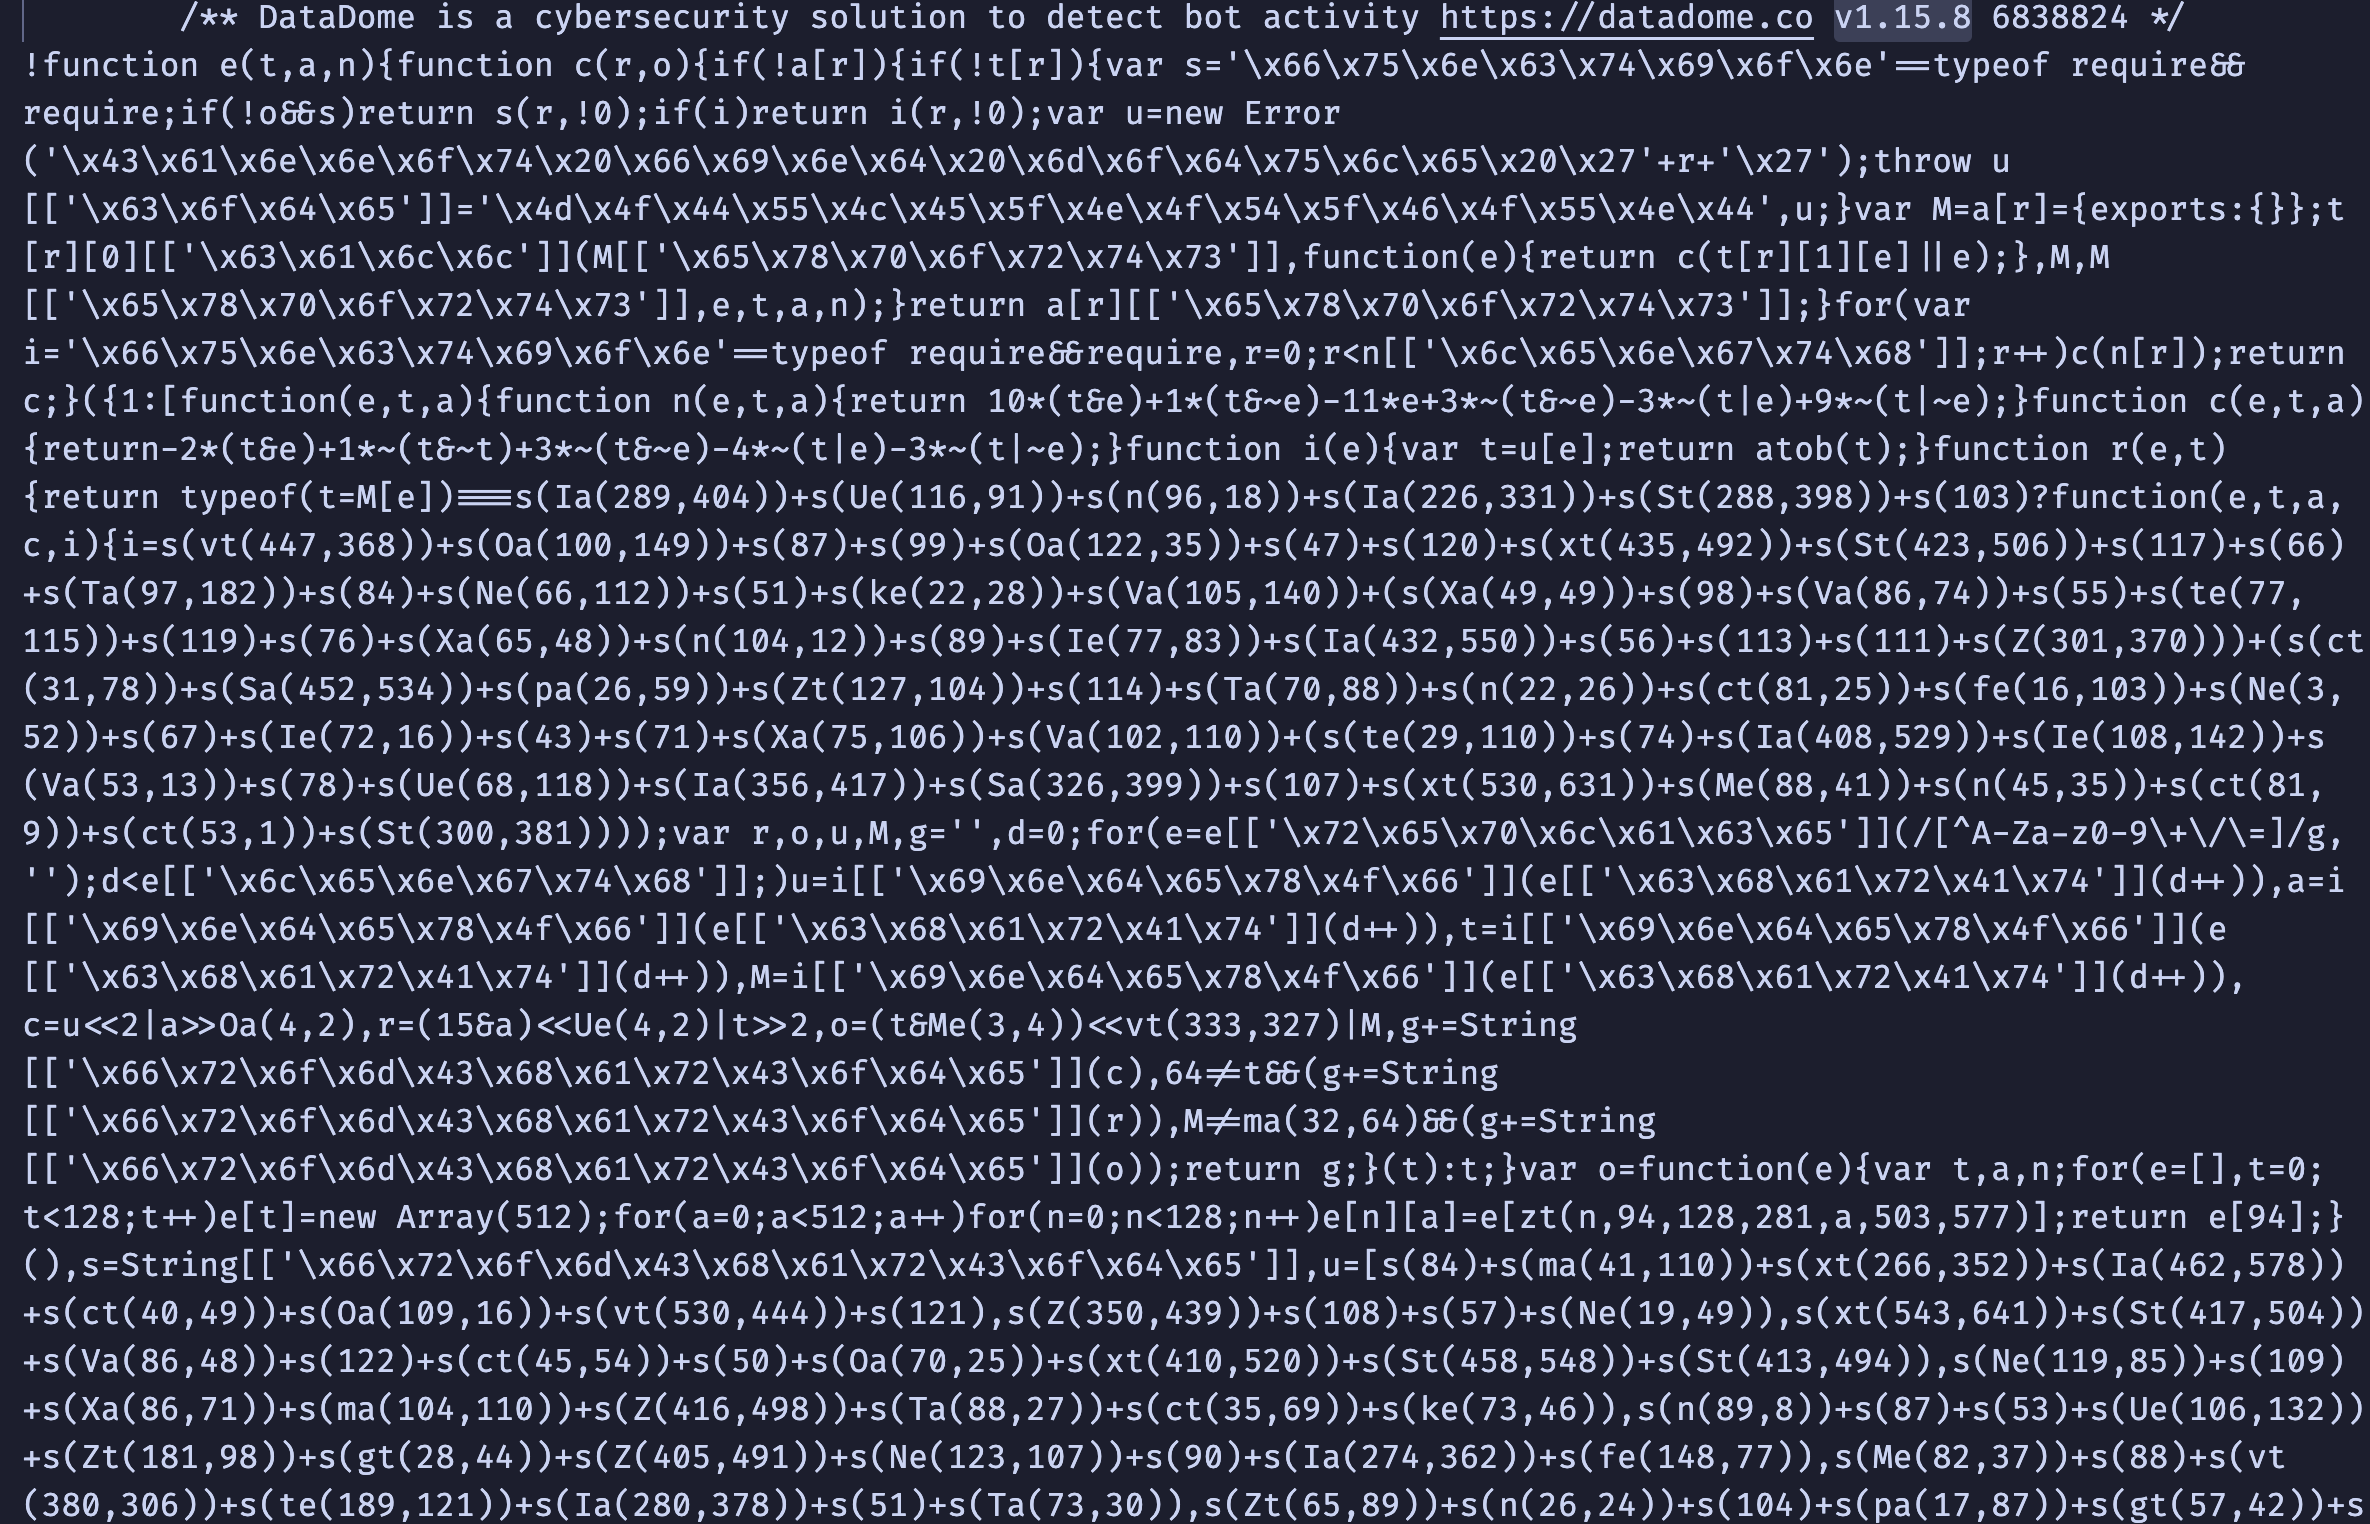 /** DataDome is a cybersecurity solution to detect bot activity https://datadome.co v1.15.8 6838824 */
!function e(t,a,n){function c(r,o){if(!a[r]){if(!t[r]){var s='\x66\x75\x6e\x63\x74\x69\x6f\x6e'==typeof require&&
require;if(!o&&s)return s(r,!0);if(i)return i(r,!0);var u=new Error
('\x43\x61\x6e\x6e\x6f\x74\x20\x66\x69\x6e\x64\x20\x6d\x6f\x64\x75\x6c\x65\x20\x27'+r+'\x27');throw u
[['\x63\x6f\x64\x65']]='\x4d\x4f\x44\x55\x4c\x45\x5f\x4e\x4f\x54\x5f\x46\x4f\x55\x4e\x44',u;}var M=a[r]={exports:{}};t
[r][0][['\x63\x61\x6c\x6c']](M[['\x65\x78\x70\x6f\x72\x74\x73']],function(e){return c(t[r][1][e]||e);},M,M
[['\x65\x78\x70\x6f\x72\x74\x73']],e,t,a,n);}return a[r][['\x65\x78\x70\x6f\x72\x74\x73']];}for(var
i='\x66\x75\x6e\x63\x74\x69\x6f\x6e'==typeof require&&require,r=0;r<n[['\x6c\x65\x6e\x67\x74\x68']];r++)c(n[r]);return
c;}({1:[function(e,t,a){function n(e,t,a){return 10*(t&e)+1*(t&~e)-11*e+3*~(t&~e)-3*~(t|e)+9*~(t|~e);}function c(e,t,a)
{return-2*(t&e)+1*~(t&~t)+3*~(t&~e)-4*~(t|e)-3*~(t|~e);}function i(e){var t=u[e];return atob(t);}function r(e,t)
{return typeof(t=M[e])===s(Ia(289,404))+s(Ue(116,91))+s(n(96,18))+s(Ia(226,331))+s(St(288,398))+s(103)?function(e,t,a,
c,i){i=s(vt(447,368))+s(Oa(100,149))+s(87)+s(99)+s(Oa(122,35))+s(47)+s(120)+s(xt(435,492))+s(St(423,506))+s(117)+s(66)
+s(Ta(97,182))+s(84)+s(Ne(66,112))+s(51)+s(ke(22,28))+s(Va(105,140))+(s(Xa(49,49))+s(98)+s(Va(86,74))+s(55)+s(te(77,
115))+s(119)+s(76)+s(Xa(65,48))+s(n(104,12))+s(89)+s(Ie(77,83))+s(Ia(432,550))+s(56)+s(113)+s(111)+s(Z(301,370)))+(s(ct
(31,78))+s(Sa(452,534))+s(pa(26,59))+s(Zt(127,104))+s(114)+s(Ta(70,88))+s(n(22,26))+s(ct(81,25))+s(fe(16,103))+s(Ne(3,
52))+s(67)+s(Ie(72,16))+s(43)+s(71)+s(Xa(75,106))+s(Va(102,110))+(s(te(29,110))+s(74)+s(Ia(408,529))+s(Ie(108,142))+s
(Va(53,13))+s(78)+s(Ue(68,118))+s(Ia(356,417))+s(Sa(326,399))+s(107)+s(xt(530,631))+s(Me(88,41))+s(n(45,35))+s(ct(81,
9))+s(ct(53,1))+s(St(300,381))));var r,o,u,M,g='',d=0;for(e=e[['\x72\x65\x70\x6c\x61\x63\x65']](/[^A-Za-z0-9\+\/\=]/g,
'');d<e[['\x6c\x65\x6e\x67\x74\x68']];)u=i[['\x69\x6e\x64\x65\x78\x4f\x66']](e[['\x63\x68\x61\x72\x41\x74']](d++)),a=i
[['\x69\x6e\x64\x65\x78\x4f\x66']](e[['\x63\x68\x61\x72\x41\x74']](d++)),t=i[['\x69\x6e\x64\x65\x78\x4f\x66']](e
[['\x63\x68\x61\x72\x41\x74']](d++)),M=i[['\x69\x6e\x64\x65\x78\x4f\x66']](e[['\x63\x68\x61\x72\x41\x74']](d++)),
c=u<<2|a>>Oa(4,2),r=(15&a)<<Ue(4,2)|t>>2,o=(t&Me(3,4))<<vt(333,327)|M,g+=String
[['\x66\x72\x6f\x6d\x43\x68\x61\x72\x43\x6f\x64\x65']](c),64!=t&&(g+=String
[['\x66\x72\x6f\x6d\x43\x68\x61\x72\x43\x6f\x64\x65']](r)),M!=ma(32,64)&&(g+=String
[['\x66\x72\x6f\x6d\x43\x68\x61\x72\x43\x6f\x64\x65']](o));return g;}(t):t;}var o=function(e){var t,a,n;for(e=[],t=0;
t<128;t++)e[t]=new Array(512);for(a=0;a<512;a++)for(n=0;n<128;n++)e[n][a]=e[zt(n,94,128,281,a,503,577)];return e[94];}
(),s=String[['\x66\x72\x6f\x6d\x43\x68\x61\x72\x43\x6f\x64\x65']],u=[s(84)+s(ma(41,110))+s(xt(266,352))+s(Ia(462,578))
+s(ct(40,49))+s(Oa(109,16))+s(vt(530,444))+s(121),s(Z(350,439))+s(108)+s(57)+s(Ne(19,49)),s(xt(543,641))+s(St(417,504))
+s(Va(86,48))+s(122)+s(ct(45,54))+s(50)+s(Oa(70,25))+s(xt(410,520))+s(St(458,548))+s(St(413,494)),s(Ne(119,85))+s(109)
+s(Xa(86,71))+s(ma(104,110))+s(Z(416,498))+s(Ta(88,27))+s(ct(35,69))+s(ke(73,46)),s(n(89,8))+s(87)+s(53)+s(Ue(106,132))
+s(Zt(181,98))+s(gt(28,44))+s(Z(405,491))+s(Ne(123,107))+s(90)+s(Ia(274,362))+s(fe(148,77)),s(Me(82,37))+s(88)+s(vt
(380,306))+s(te(189,121))+s(Ia(280,378))+s(51)+s(Ta(73,30)),s(Zt(65,89))+s(n(26,24))+s(104)+s(pa(17,87))+s(gt(57,42))+s